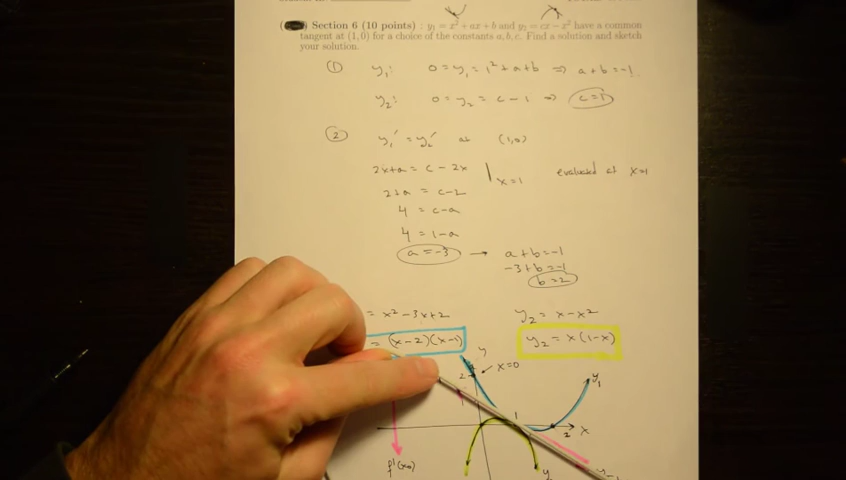 Section 6 (10 points) : y₁ = x² + ax + b and y₂ = cx − x² have a common
tangent at (1, 0) for a choice of the constants a, b, c. Find a solution and sketch
your solution.
① y₁: 0 = y₁ = 1² + a + b ⇒ a + b = -1.
y₂: 0 = y₂ = c - 1 ⇒ c = 1
② y₁' = y₂' at (1,0)
2x+a = c - 2x |x=1 evaluated at x=1
2+a = c-2
4 = c-a
4 = 1-a
a = -3 → a+b=-1
-3+b=-1
b=2
= x² - 3x + 2 y₂ = x - x²
= (x-2)(x-1) y₂ = x(1-x)
y
2 x=0 y₁
1
1
2 x
f'(x₀) y₂